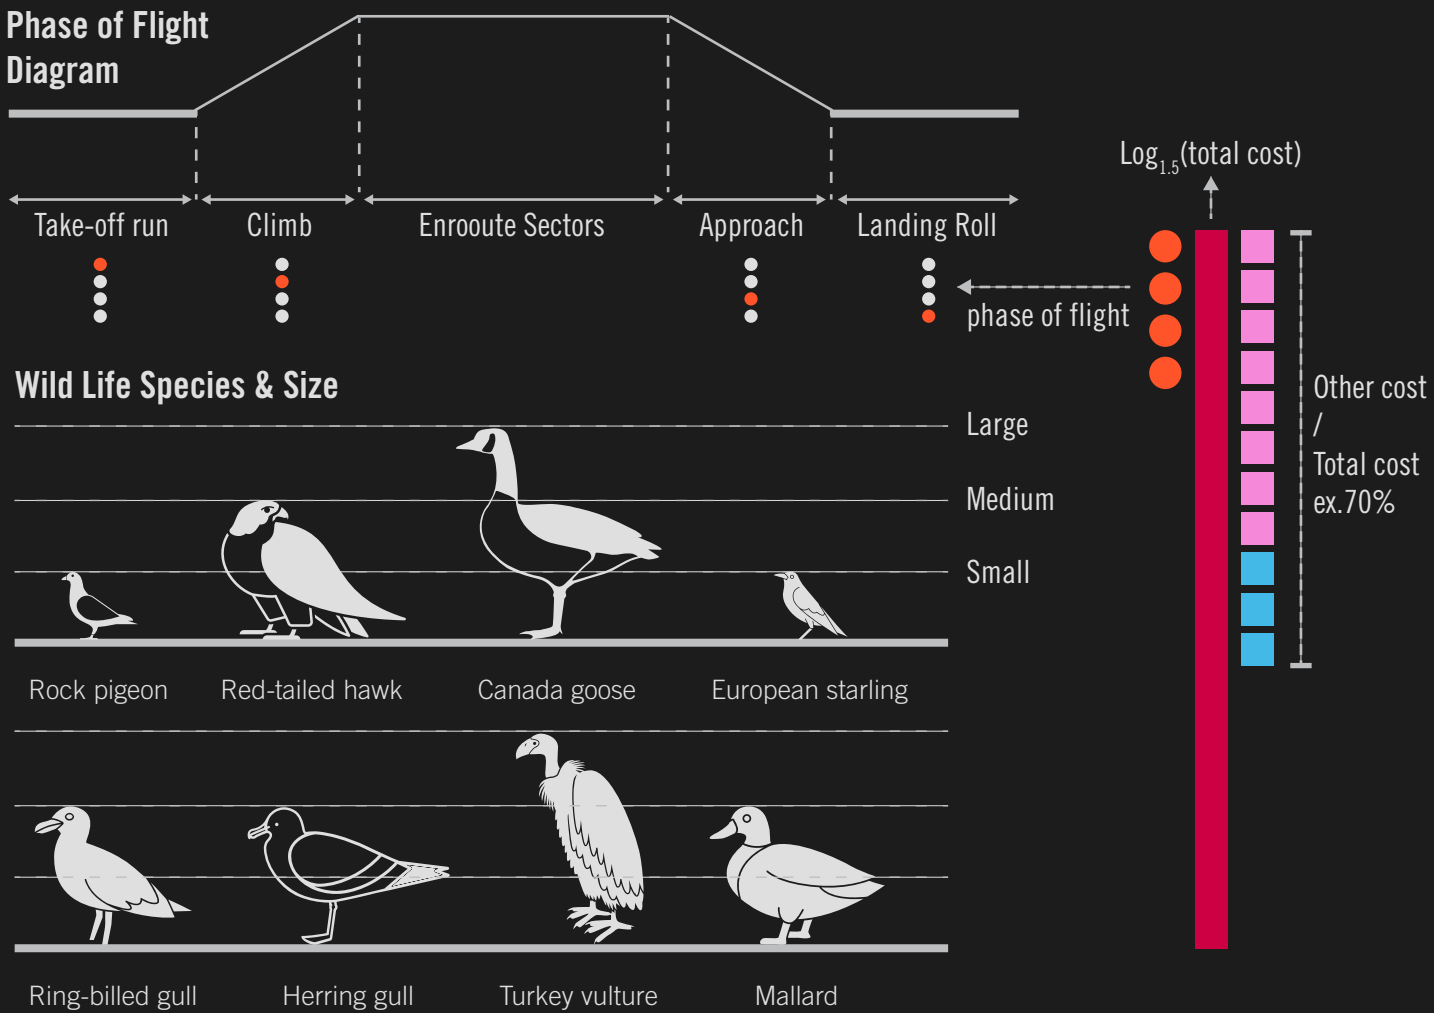 Phase of Flight
Diagram
Log1.5(total cost)
Take-off run
Climb
Enrooute Sectors
Approach
Landing Roll
phase of flight
Wild Life Species & Size
Large
Medium
Small
Other cost
/
Total cost
ex.70%
Rock pigeon
Red-tailed hawk
Canada goose
European starling
Ring-billed gull
Herring gull
Turkey vulture
Mallard